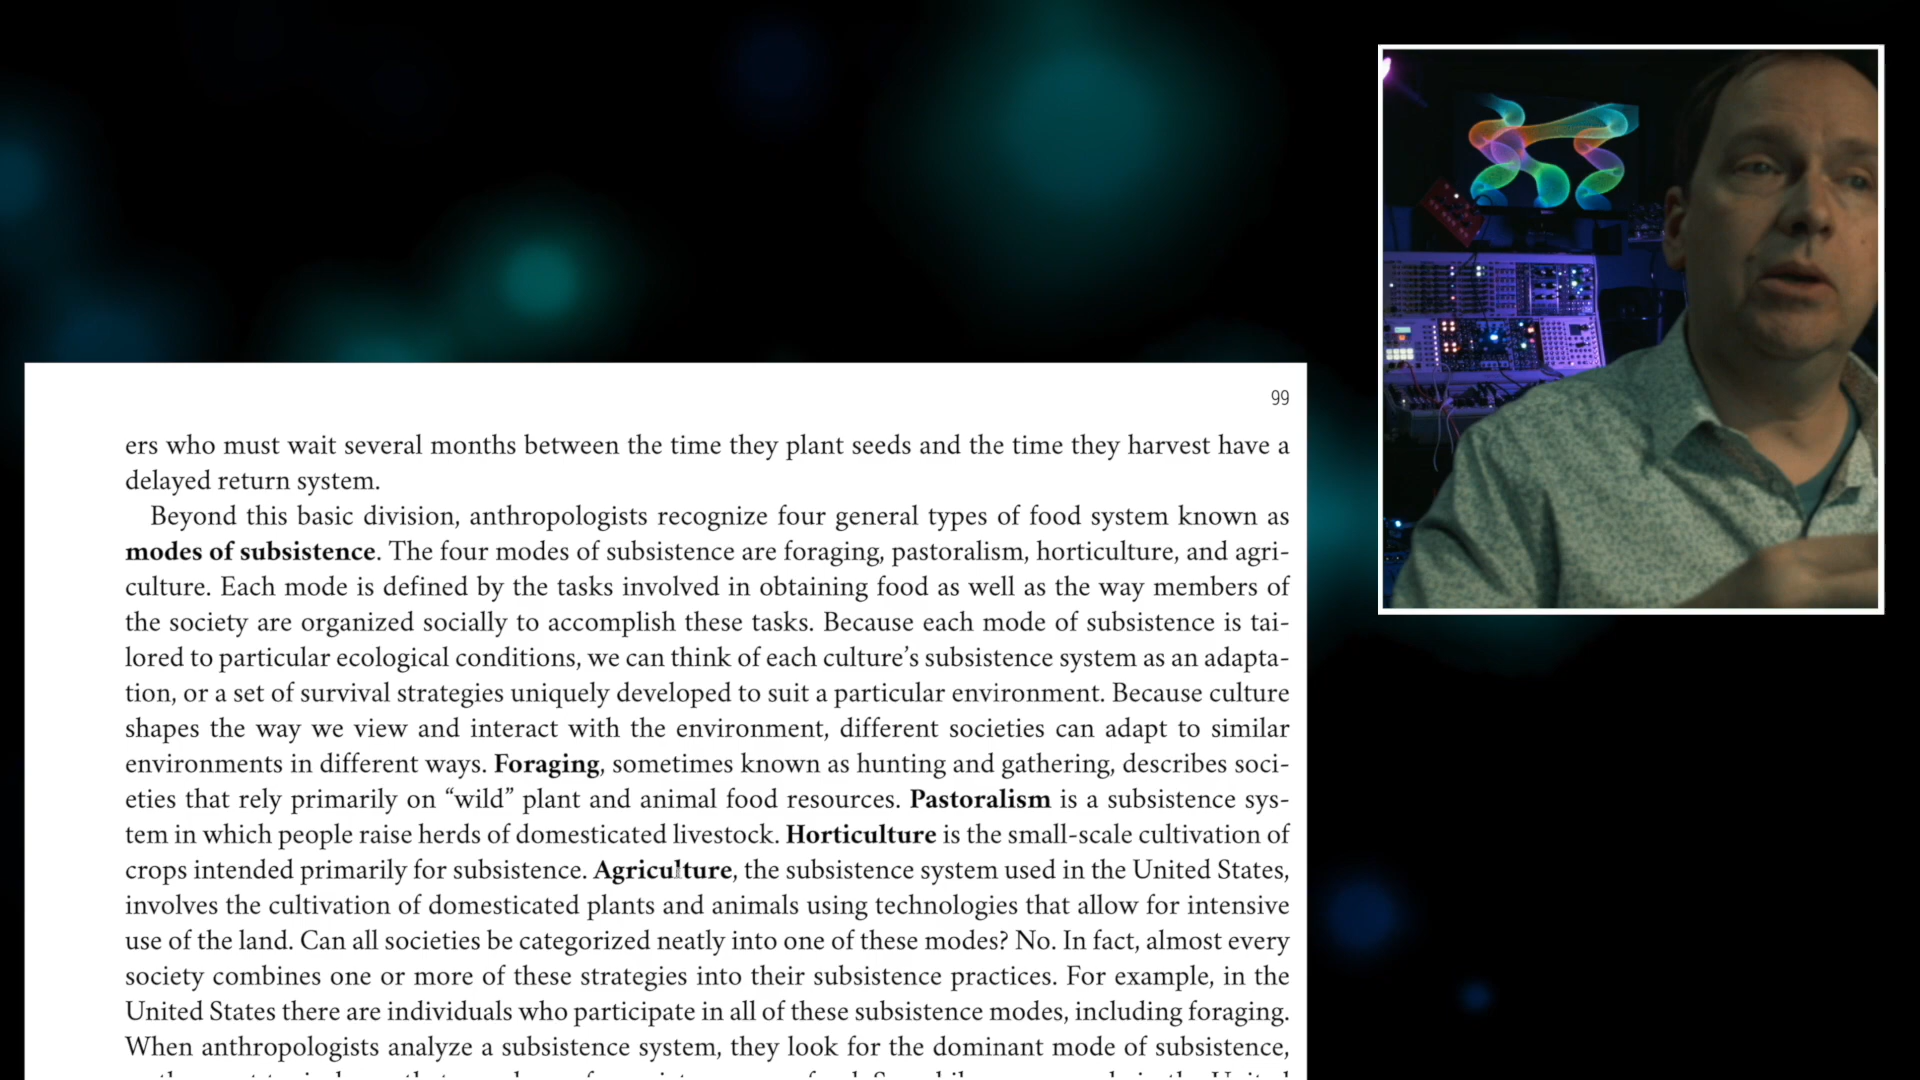 99
ers who must wait several months between the time they plant seeds and the time they harvest have a
delayed return system.
Beyond this basic division, anthropologists recognize four general types of food system known as
modes of subsistence. The four modes of subsistence are foraging, pastoralism, horticulture, and agri-
culture. Each mode is defined by the tasks involved in obtaining food as well as the way members of
the society are organized socially to accomplish these tasks. Because each mode of subsistence is tai-
lored to particular ecological conditions, we can think of each culture’s subsistence system as an adapta-
tion, or a set of survival strategies uniquely developed to suit a particular environment. Because culture
shapes the way we view and interact with the environment, different societies can adapt to similar
environments in different ways. Foraging, sometimes known as hunting and gathering, describes soci-
eties that rely primarily on “wild” plant and animal food resources. Pastoralism is a subsistence sys-
tem in which people raise herds of domesticated livestock. Horticulture is the small-scale cultivation of
crops intended primarily for subsistence. Agriculture, the subsistence system used in the United States,
involves the cultivation of domesticated plants and animals using technologies that allow for intensive
use of the land. Can all societies be categorized neatly into one of these modes? No. In fact, almost every
society combines one or more of these strategies into their subsistence practices. For example, in the
United States there are individuals who participate in all of these subsistence modes, including foraging.
When anthropologists analyze a subsistence system, they look for the dominant mode of subsistence,